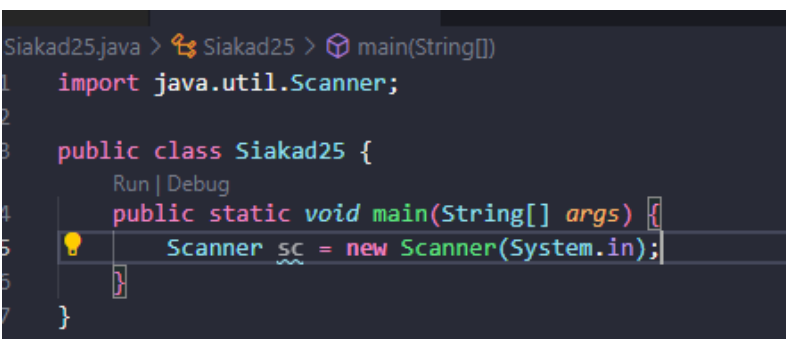 Siakad25.java > Siakad25 > main(String[])
1 import java.util.Scanner;
2
3 public class Siakad25 {
Run | Debug
4 public static void main(String[] args) {
5 Scanner sc = new Scanner(System.in);
6 }
7 }